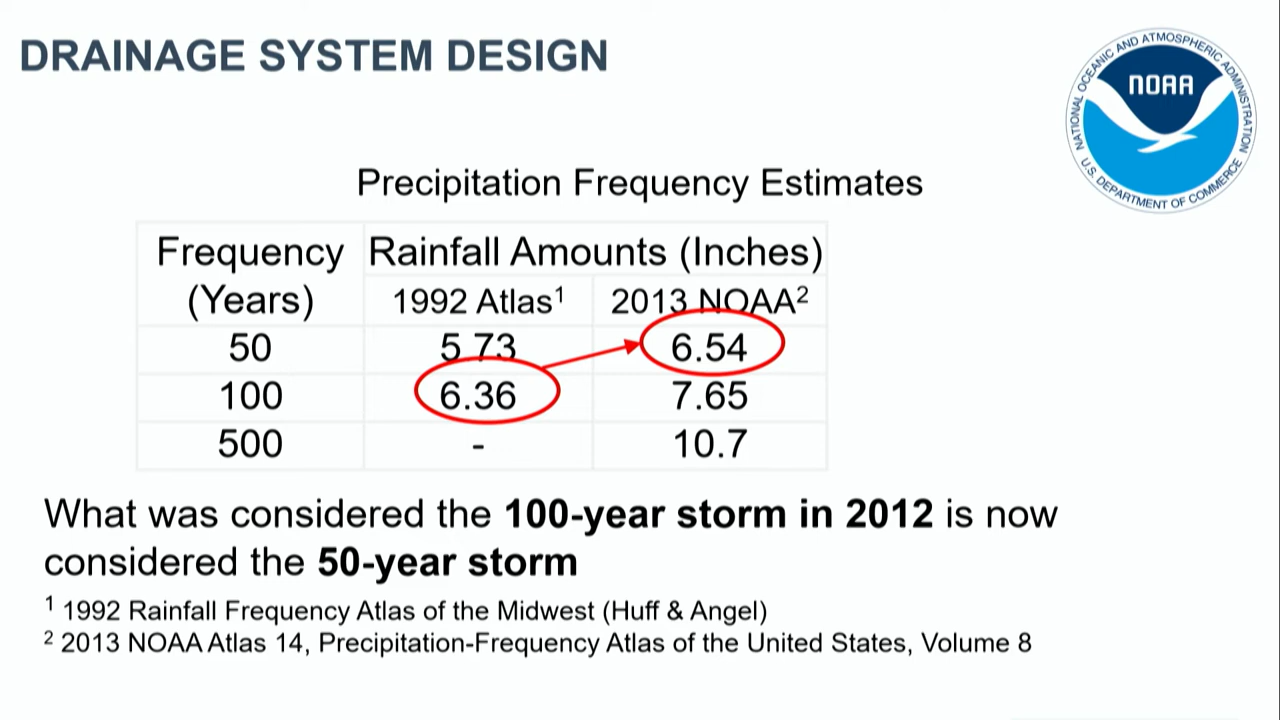 DRAINAGE SYSTEM DESIGN
NATIONAL OCEANIC AND ATMOSPHERIC ADMINISTRATION
NOAA
U.S. DEPARTMENT OF COMMERCE
Precipitation Frequency Estimates
Frequency (Years) Rainfall Amounts (Inches)
1992 Atlas¹ 2013 NOAA²
50 5.73 6.54
100 6.36 7.65
500 - 10.7
What was considered the 100-year storm in 2012 is now
considered the 50-year storm
¹ 1992 Rainfall Frequency Atlas of the Midwest (Huff & Angel)
² 2013 NOAA Atlas 14, Precipitation-Frequency Atlas of the United States, Volume 8